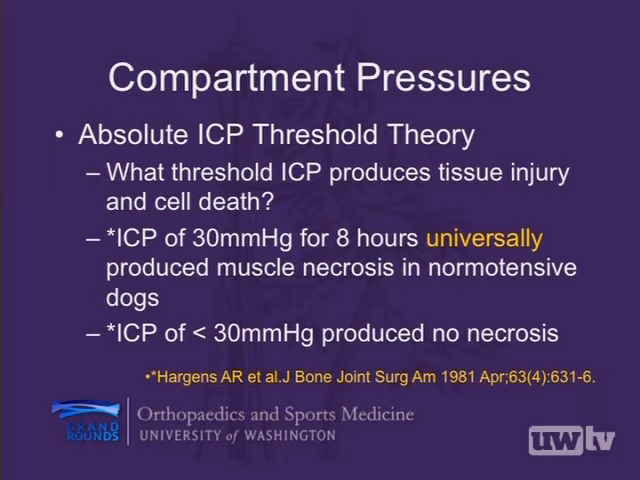 Compartment Pressures
• Absolute ICP Threshold Theory
– What threshold ICP produces tissue injury
and cell death?
– *ICP of 30mmHg for 8 hours universally
produced muscle necrosis in normotensive
dogs
– *ICP of < 30mmHg produced no necrosis
•*Hargens AR et al.J Bone Joint Surg Am 1981 Apr;63(4):631-6.
GRAND
ROUNDS
Orthopaedics and Sports Medicine
UNIVERSITY of WASHINGTON
uwtv